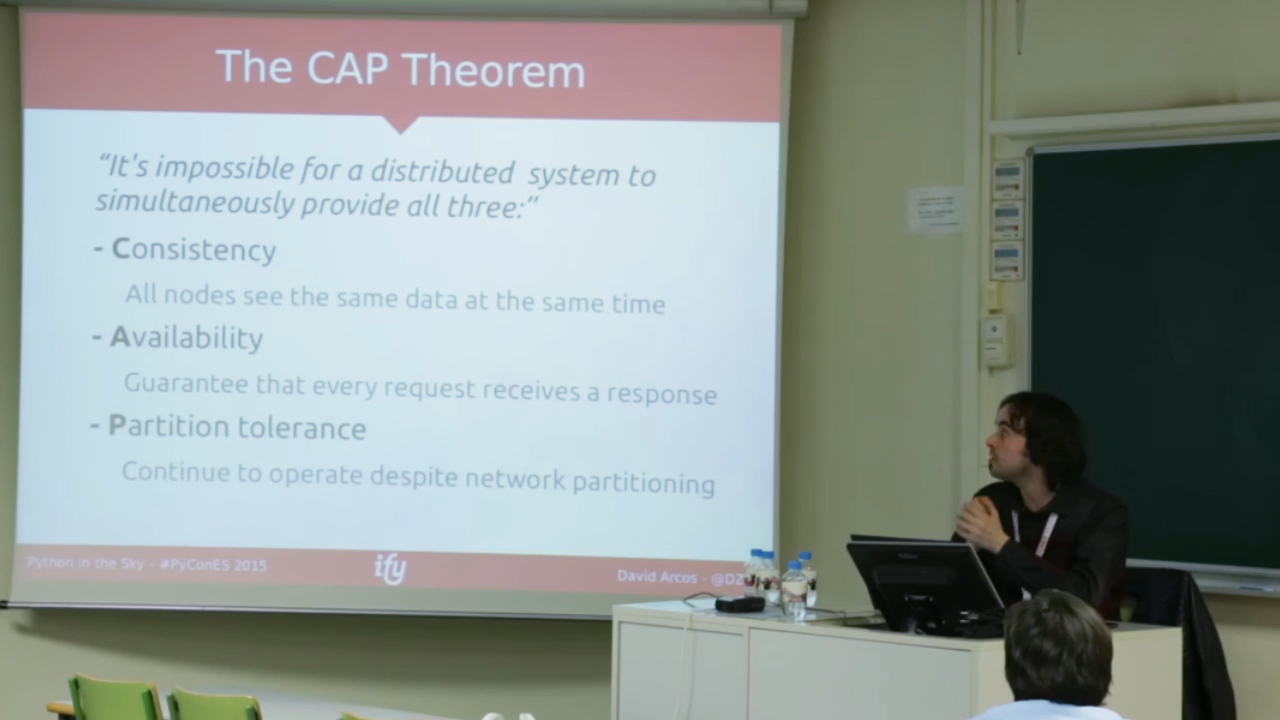 The CAP Theorem
“It's impossible for a distributed system to
simultaneously provide all three:”
- Consistency
All nodes see the same data at the same time
- Availability
Guarantee that every request receives a response
- Partition tolerance
Continue to operate despite network partitioning
Python in the Sky - #PyConES 2015
ify
David Arcos - @DZ